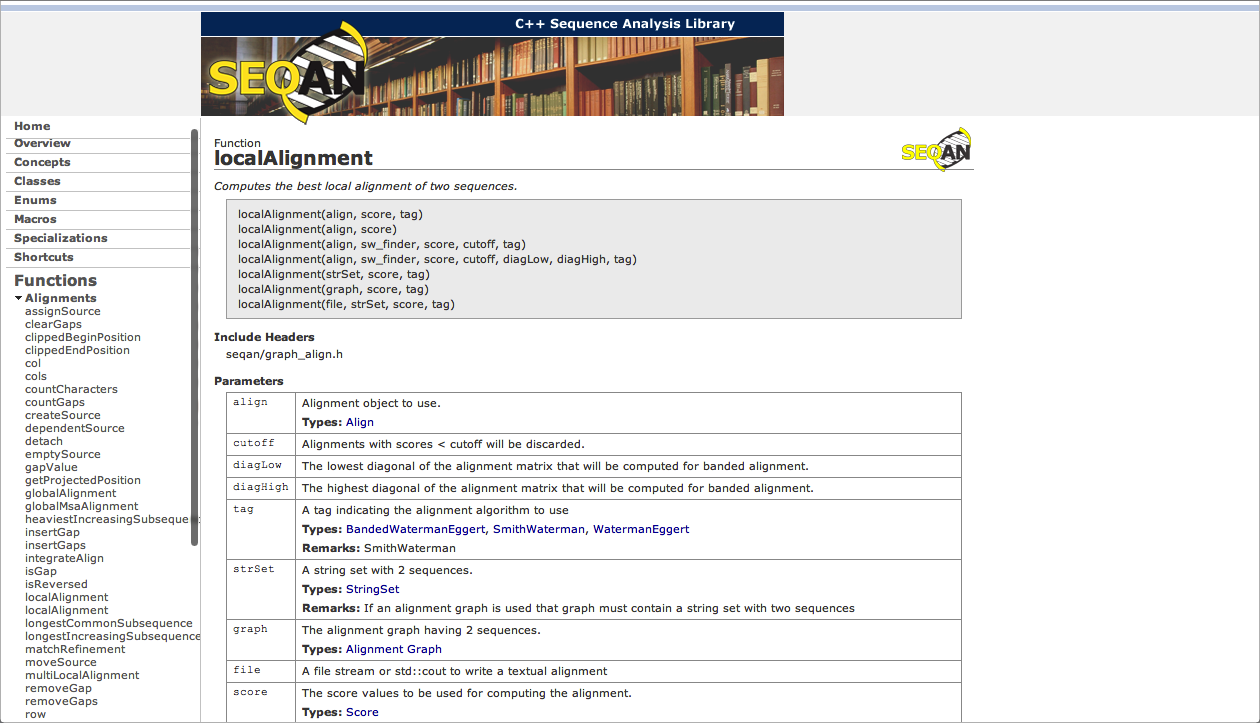 C++ Sequence Analysis Library
SEQAN
Home
Overview
Concepts
Classes
Enums
Macros
Specializations
Shortcuts
Functions
Alignments
assignSource
clearGaps
clippedBeginPosition
clippedEndPosition
col
cols
countCharacters
countGaps
createSource
dependentSource
detach
emptySource
gapValue
getProjectedPosition
globalAlignment
globalMsaAlignment
heaviestIncreasingSubseque
insertGap
insertGaps
integrateAlign
isGap
isReversed
localAlignment
localAlignment
longestCommonSubsequence
longestIncreasingSubsequence
matchRefinement
moveSource
multiLocalAlignment
removeGap
removeGaps
row
Function
localAlignment
SEQAN
Computes the best local alignment of two sequences.
localAlignment(align, score, tag)
localAlignment(align, score)
localAlignment(align, sw_finder, score, cutoff, tag)
localAlignment(align, sw_finder, score, cutoff, diagLow, diagHigh, tag)
localAlignment(strSet, score, tag)
localAlignment(graph, score, tag)
localAlignment(file, strSet, score, tag)
Include Headers
seqan/graph_align.h
Parameters
align Alignment object to use.
Types: Align
cutoff Alignments with scores < cutoff will be discarded.
diagLow The lowest diagonal of the alignment matrix that will be computed for banded alignment.
diagHigh The highest diagonal of the alignment matrix that will be computed for banded alignment.
tag A tag indicating the alignment algorithm to use
Types: BandedWatermanEggert, SmithWaterman, WatermanEggert
Remarks: SmithWaterman
strSet A string set with 2 sequences.
Types: StringSet
Remarks: If an alignment graph is used that graph must contain a string set with two sequences
graph The alignment graph having 2 sequences.
Types: Alignment Graph
file A file stream or std::cout to write a textual alignment
score The score values to be used for computing the alignment.
Types: Score